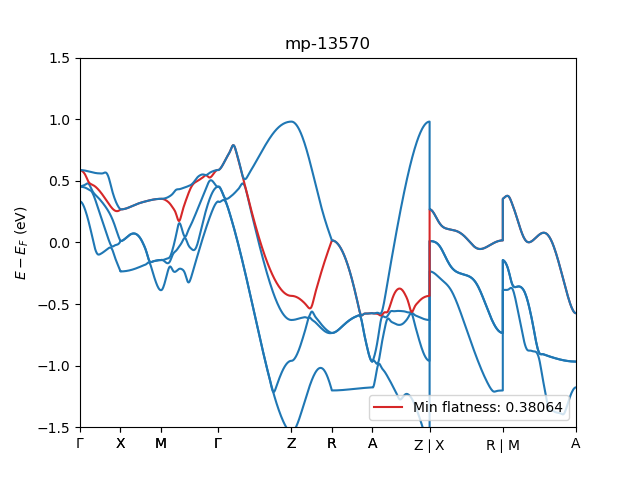 mp-13570
E − E_F (eV)
1.5
1.0
0.5
0.0
−0.5
−1.0
−1.5
Min flatness: 0.38064
Γ X M Γ Z R A Z | X R | M A